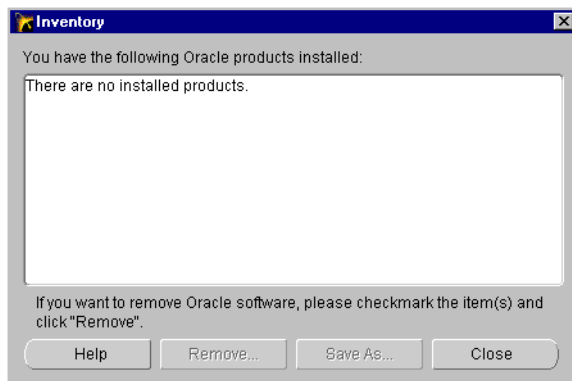 Inventory
You have the following Oracle products installed:
There are no installed products.
If you want to remove Oracle software, please checkmark the item(s) and
click "Remove".
Help Remove... Save As... Close